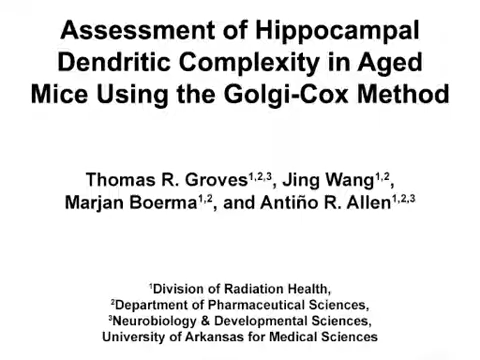 Assessment of Hippocampal
Dendritic Complexity in Aged
Mice Using the Golgi-Cox Method
Thomas R. Groves1,2,3, Jing Wang1,2,
Marjan Boerma1,2, and Antiño R. Allen1,2,3
1Division of Radiation Health,
2Department of Pharmaceutical Sciences,
3Neurobiology & Developmental Sciences,
University of Arkansas for Medical Sciences